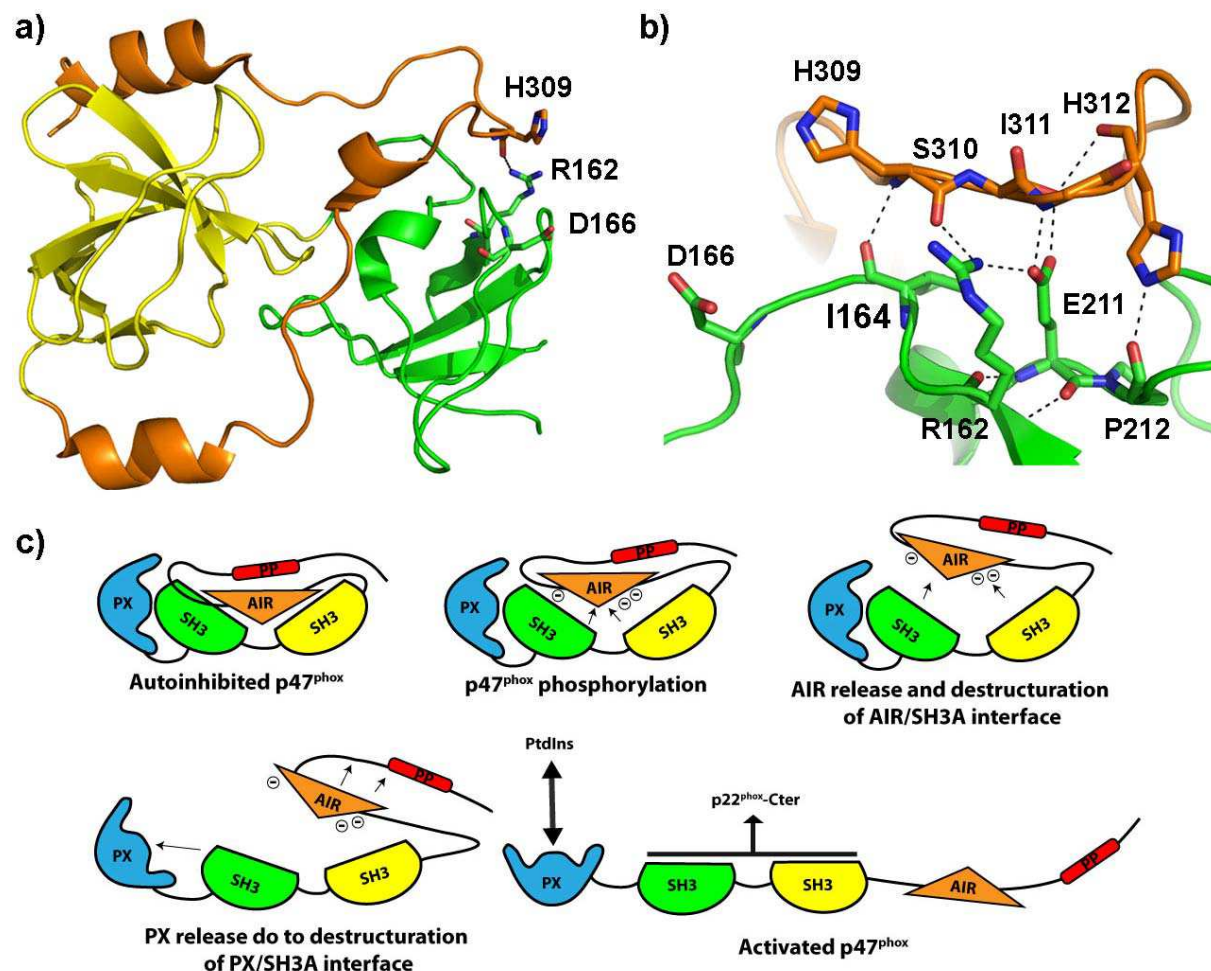 a)
H309
R162
D166
b)
H309
S310
I311
H312
D166
I164
E211
R162
P212
c)
PX
SH3
PP
AIR
SH3
Autoinhibited p47phox
PX
SH3
PP
AIR
SH3
p47phox phosphorylation
PX
SH3
PP
AIR
SH3
AIR release and destructuration
of AIR/SH3A interface
PX
SH3
AIR
PP
SH3
PX release do to destructuration
of PX/SH3A interface
PtdIns
p22phox-Cter
PX
SH3
SH3
AIR
PP
Activated p47phox